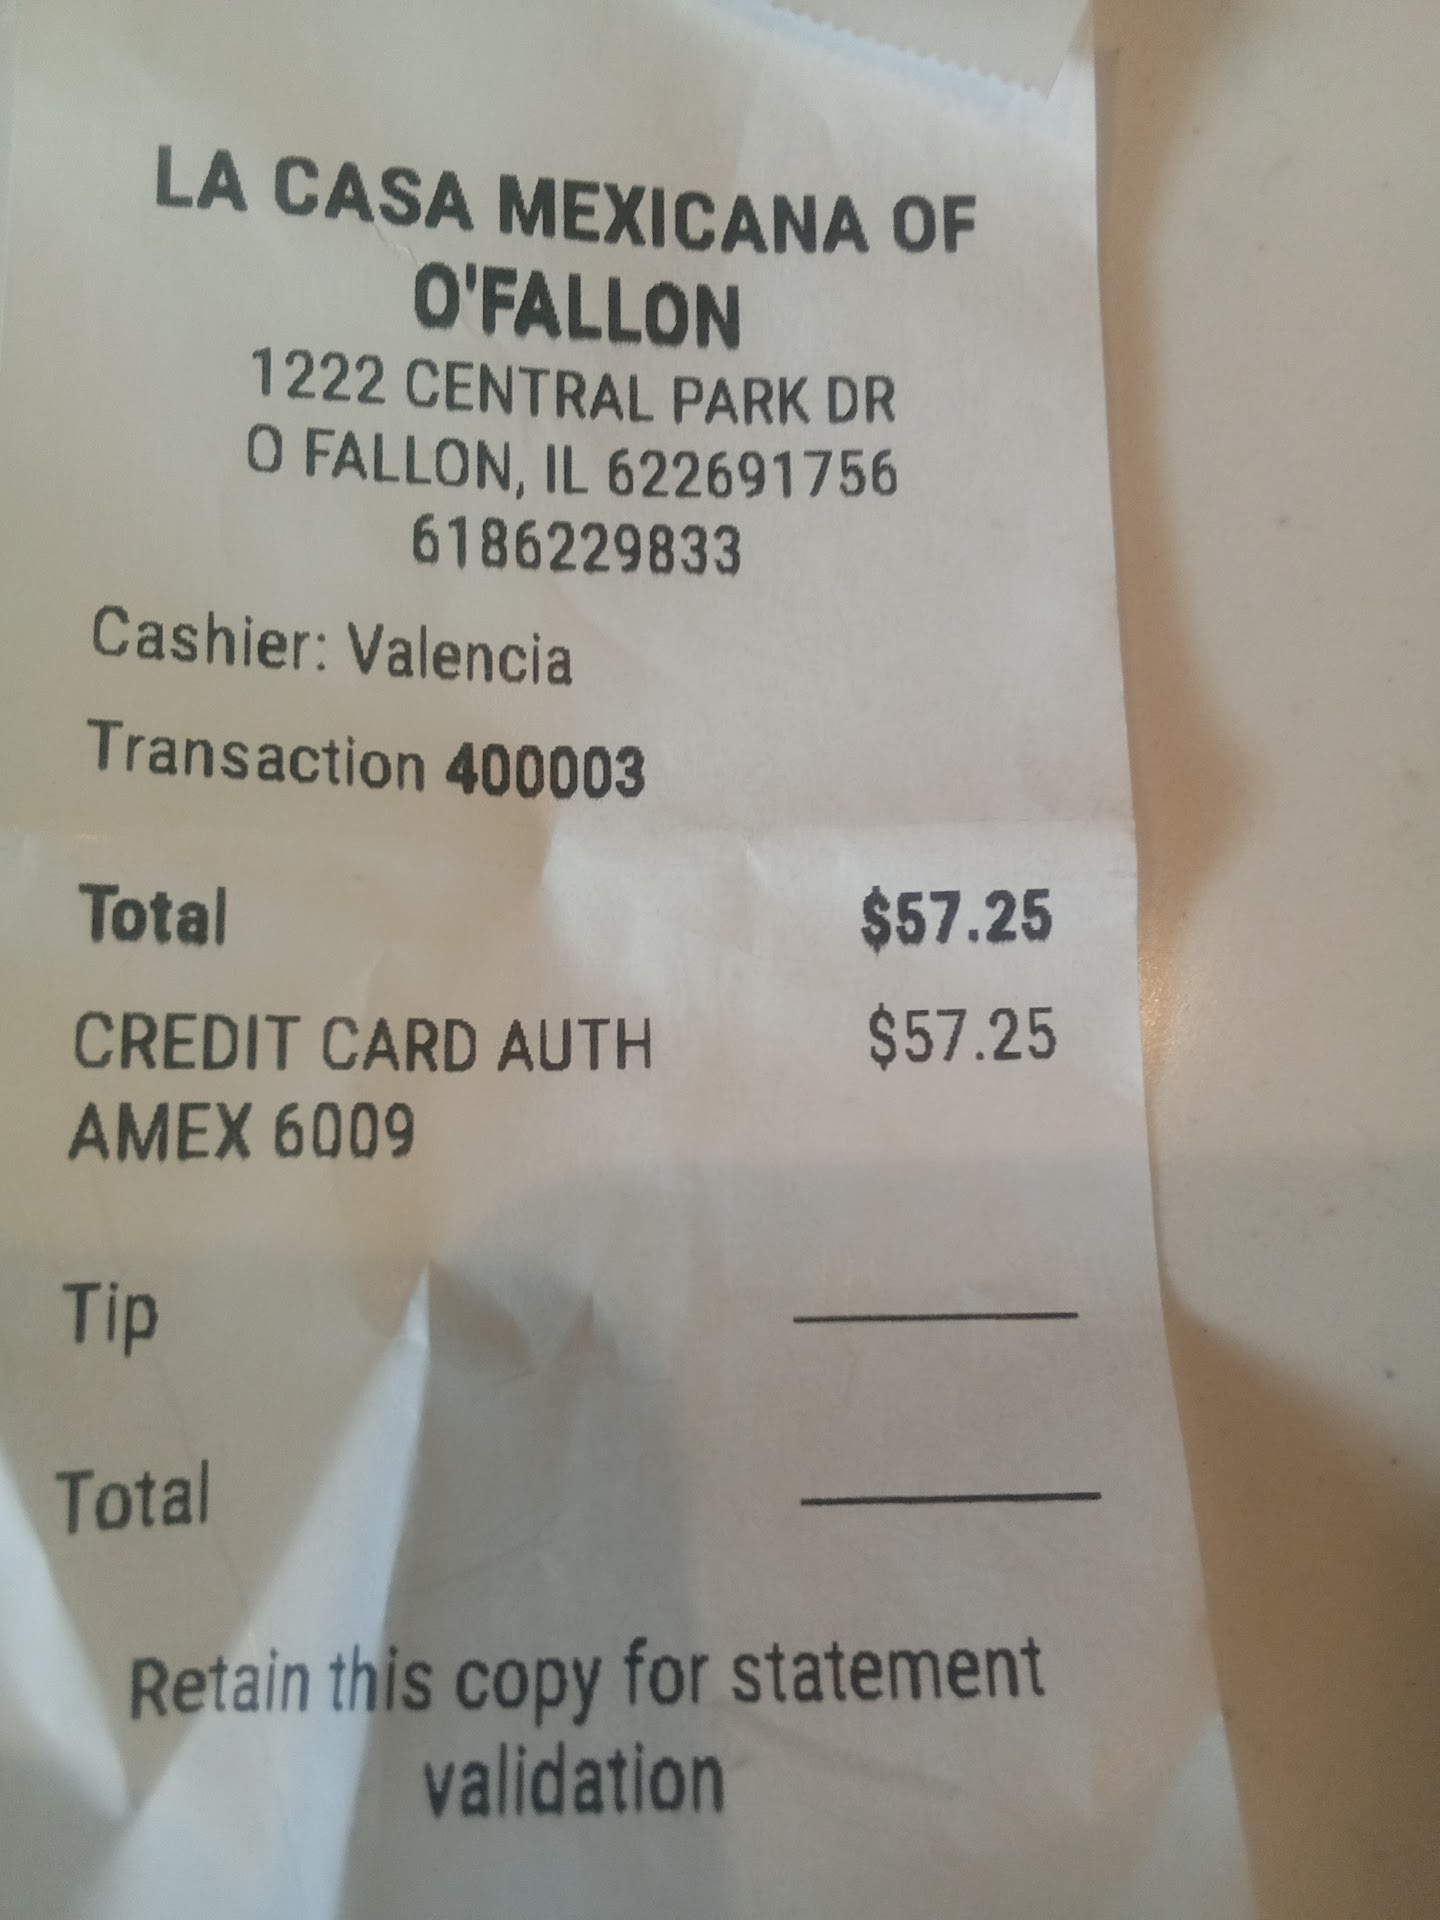 LA CASA MEXICANA OF
O'FALLON
1222 CENTRAL PARK DR
O FALLON, IL 622691756
6186229833
Cashier: Valencia
Transaction 400003
Total $57.25
CREDIT CARD AUTH $57.25
AMEX 6009
Tip
Total
Retain this copy for statement
validation